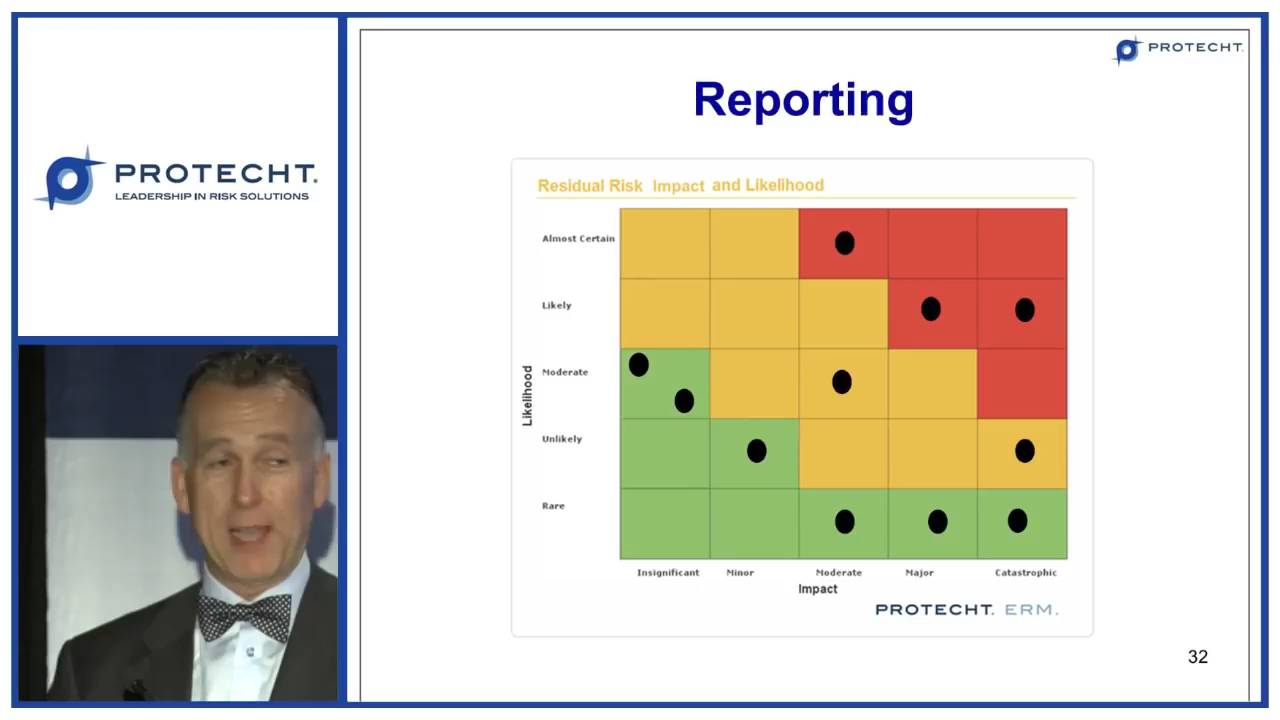 PROTECHT.
LEADERSHIP IN RISK SOLUTIONS
PROTECHT.
Reporting
Residual Risk Impact and Likelihood
Almost Certain
Likely
Moderate
Unlikely
Rare
Likelihood
Insignificant Minor Moderate Major Catastrophic
Impact
PROTECHT. ERM.
32